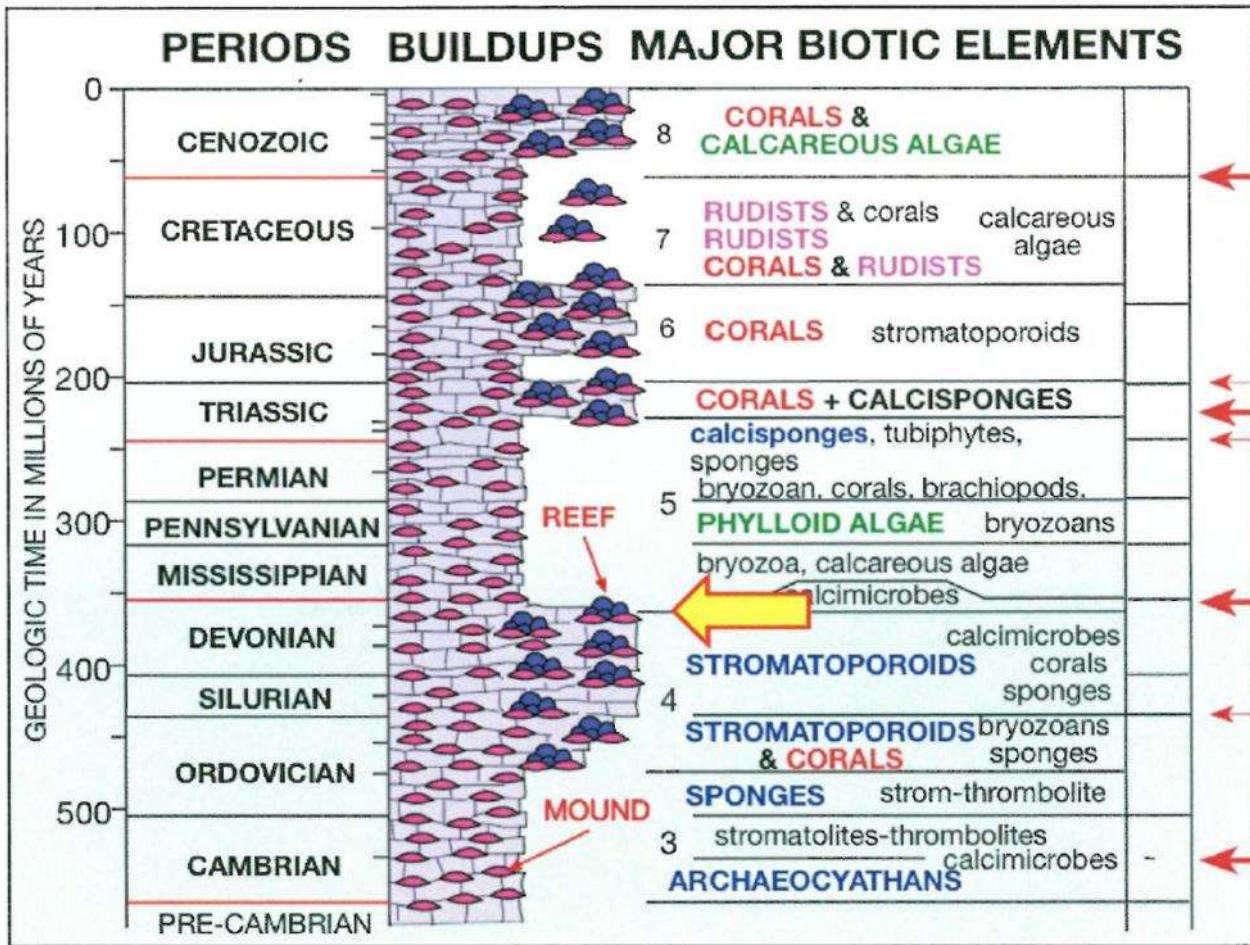 PERIODS BUILDUPS MAJOR BIOTIC ELEMENTS
GEOLOGIC TIME IN MILLIONS OF YEARS
0
100
200
300
400
500
CENOZOIC
CRETACEOUS
JURASSIC
TRIASSIC
PERMIAN
PENNSYLVANIAN
MISSISSIPPIAN
DEVONIAN
SILURIAN
ORDOVICIAN
CAMBRIAN
PRE-CAMBRIAN
REEF
MOUND
8
CORALS &
CALCAREOUS ALGAE
7
RUDISTS & corals
RUDISTS
CORALS & RUDISTS
calcareous
algae
6
CORALS stromatoporoids
CORALS + CALCISPONGES
5
calcisponges, tubiphytes,
sponges
bryozoan, corals, brachiopods.
PHYLLOID ALGAE bryozoans
bryozoa, calcareous algae
calcimicrobes
4
STROMATOPOROIDS
calcimicrobes
corals
sponges
STROMATOPOROIDS
& CORALS
bryozoans
sponges
SPONGES strom-thrombolite
3
stromatolites-thrombolites
calcimicrobes
ARCHAEOCYATHANS